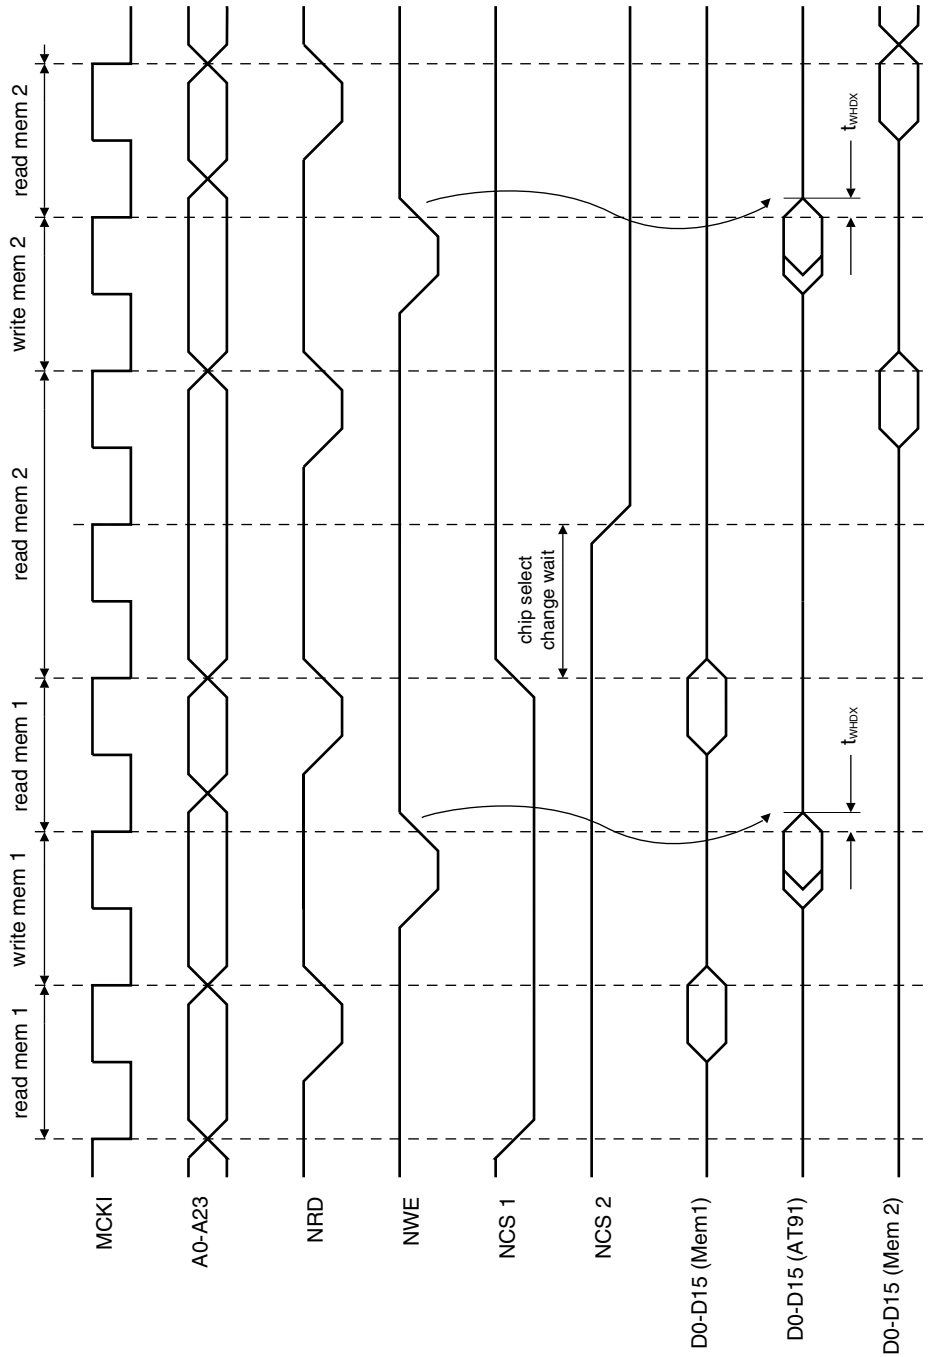 read mem 1
write mem 1
read mem 1
read mem 2
write mem 2
read mem 2
MCKI
A0-A23
NRD
NWE
NCS 1
chip select
change wait
NCS 2
D0-D15 (Mem1)
D0-D15 (AT91)
tWHDX
tWHDX
D0-D15 (Mem 2)